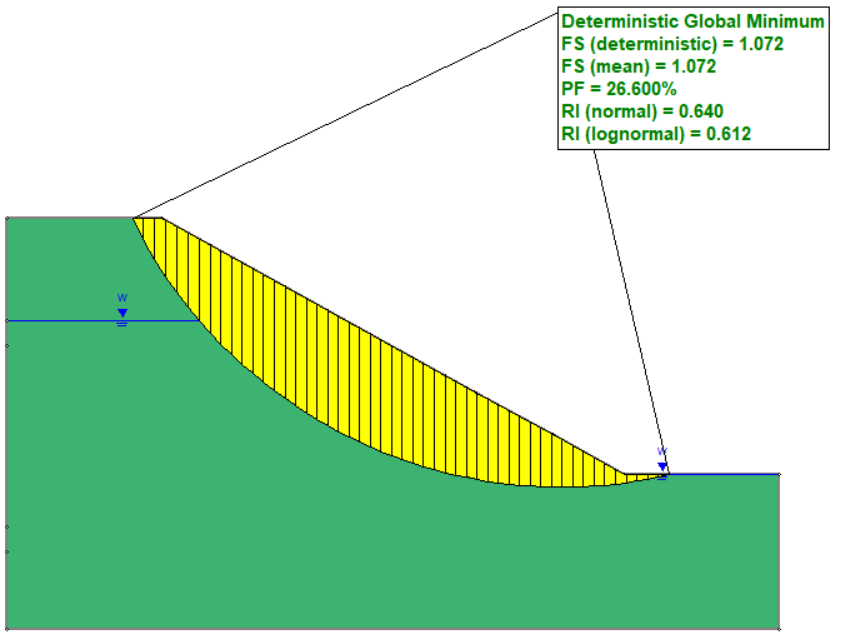 Deterministic Global Minimum
FS (deterministic) = 1.072
FS (mean) = 1.072
PF = 26.600%
RI (normal) = 0.640
RI (lognormal) = 0.612
W
W